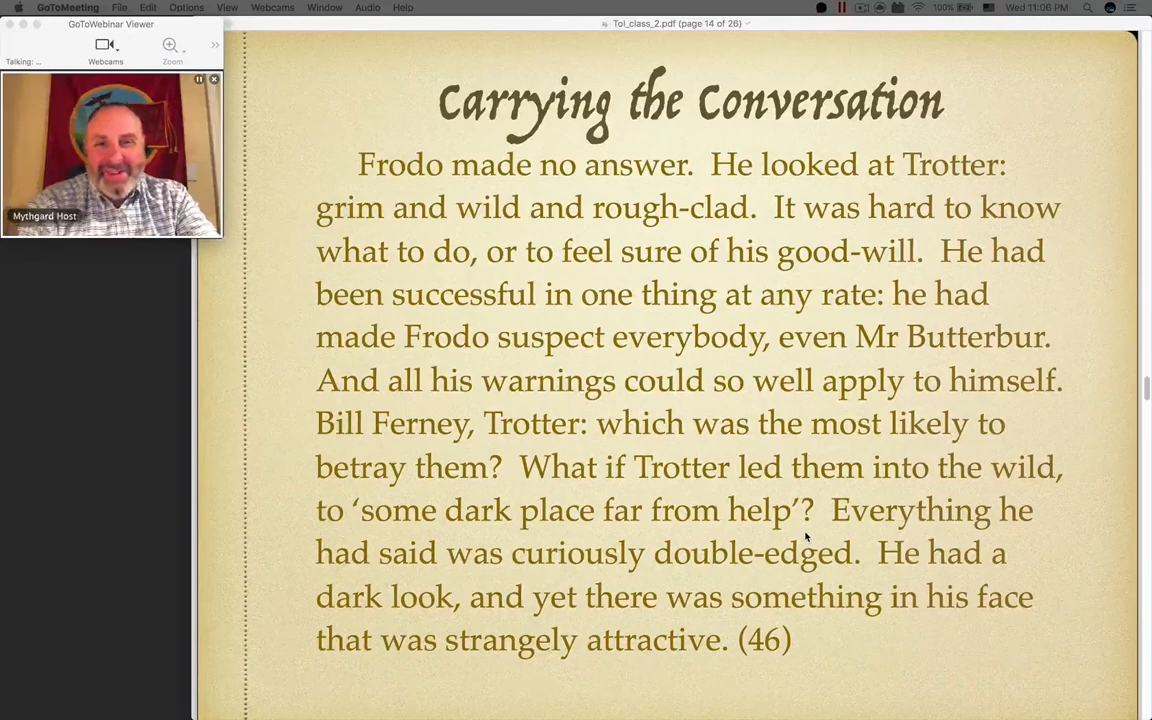 GoToMeeting File Edit Options View Webcams Window Audio Help 100% Wed 11:06 PM
GoToWebinar Viewer
Tol_class_2.pdf (page 14 of 26)
Talking: ... Webcams Zoom
Mythgard Host
Carrying the Conversation
Frodo made no answer. He looked at Trotter:
grim and wild and rough-clad. It was hard to know
what to do, or to feel sure of his good-will. He had
been successful in one thing at any rate: he had
made Frodo suspect everybody, even Mr Butterbur.
And all his warnings could so well apply to himself.
Bill Ferney, Trotter: which was the most likely to
betray them? What if Trotter led them into the wild,
to ‘some dark place far from help’? Everything he
had said was curiously double-edged. He had a
dark look, and yet there was something in his face
that was strangely attractive. (46)